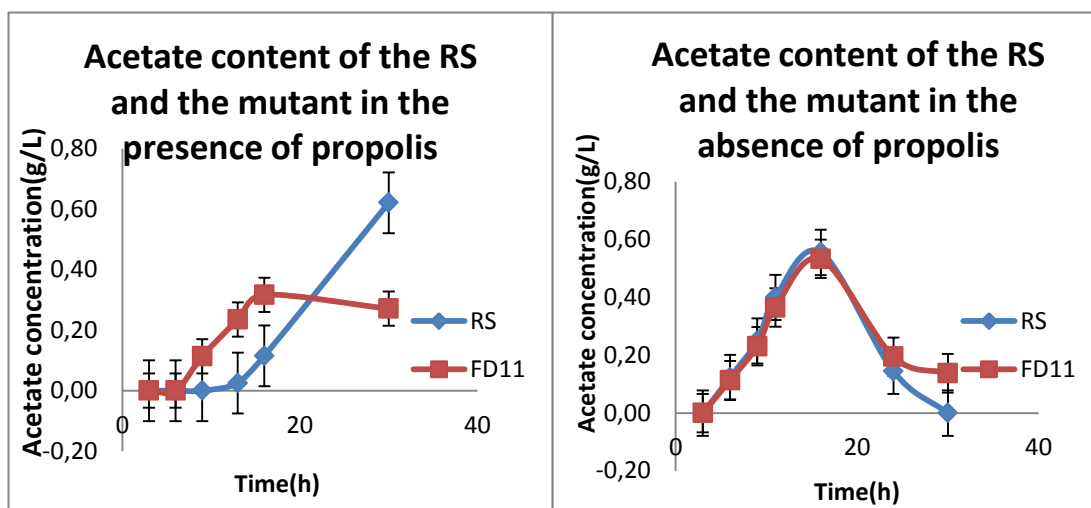 Acetate content of the RS
and the mutant in the
presence of propolis
Acetate concentration(g/L)
0,80
0,60
0,40
0,20
0,00
-0,20
0
20
40
Time(h)
RS
FD11
Acetate content of the RS
and the mutant in the
absence of propolis
Acetate concentration(g/L)
0,80
0,60
0,40
0,20
0,00
-0,20
0
20
40
Time(h)
RS
FD11